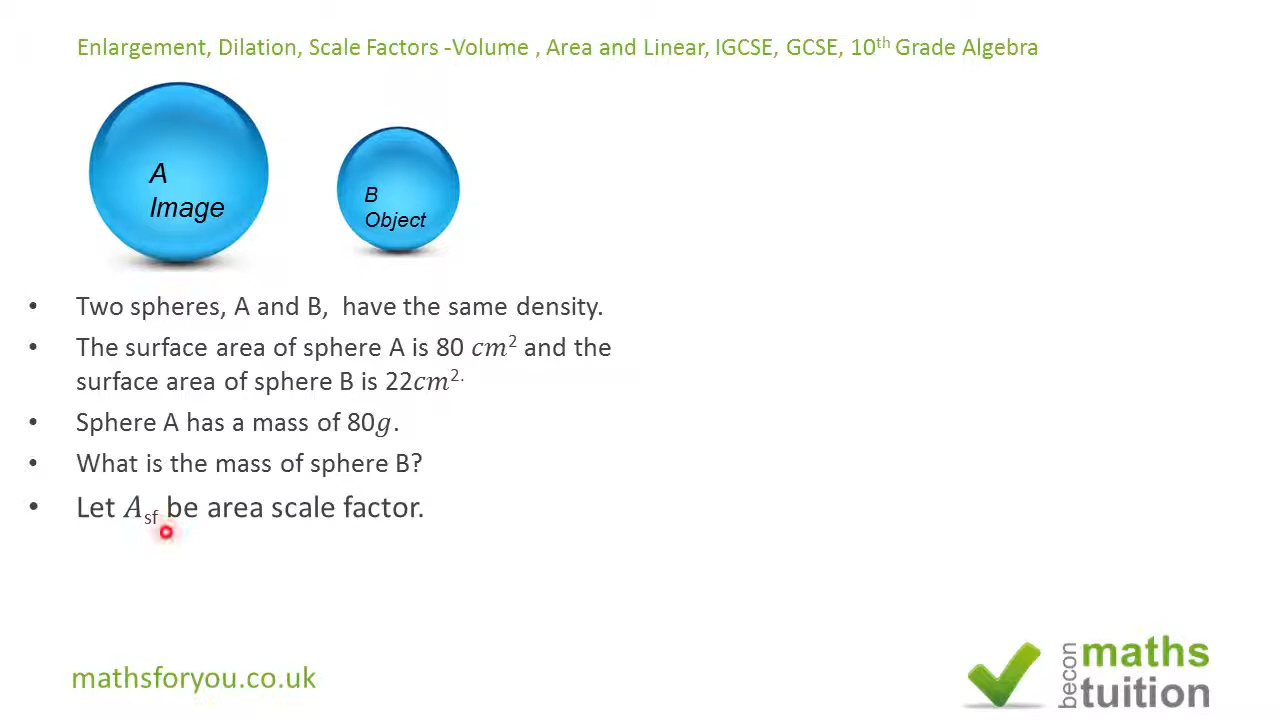 Enlargement, Dilation, Scale Factors -Volume , Area and Linear, IGCSE, GCSE, 10th Grade Algebra
A
Image
B
Object
• Two spheres, A and B, have the same density.
• The surface area of sphere A is 80 cm² and the
surface area of sphere B is 22cm².
• Sphere A has a mass of 80g.
• What is the mass of sphere B?
• Let A_sf be area scale factor.
mathsforyou.co.uk
becon
maths
tuition